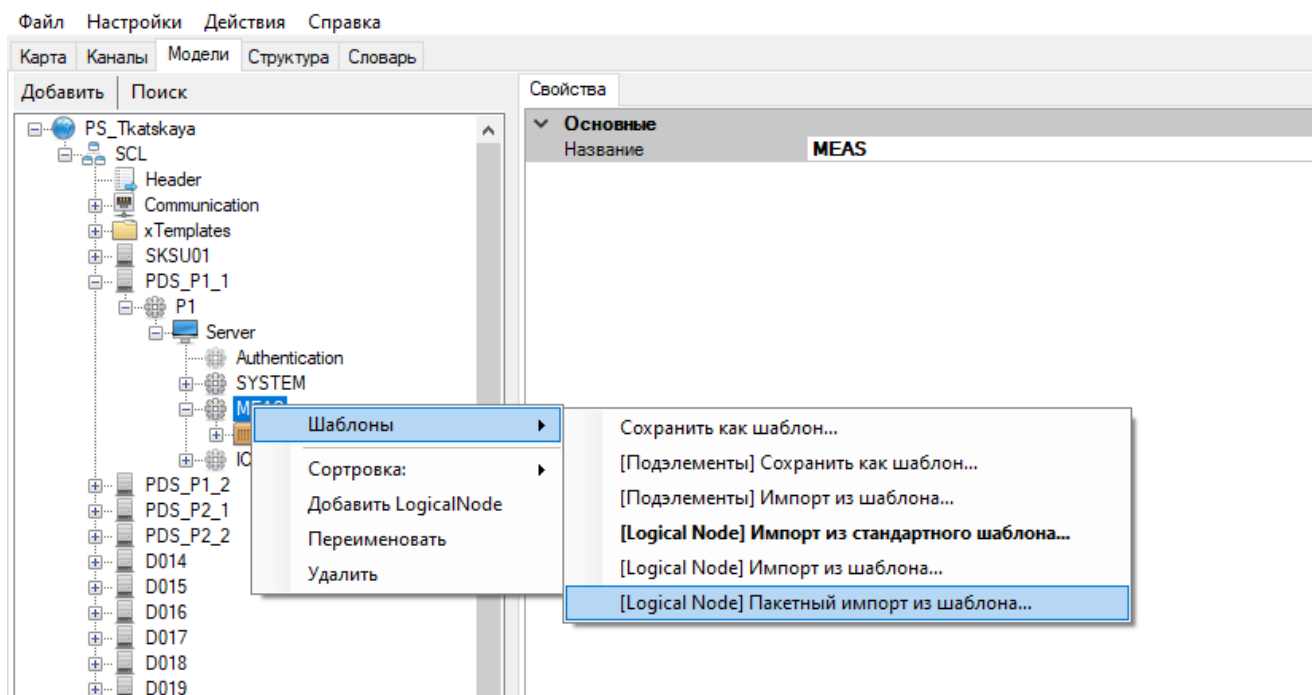 Файл Настройки Действия Справка
Карта Каналы Модели Структура Словарь
Добавить Поиск Свойства
PS_Tkatskaya
Основные
SCL
Название MEAS
Header
Communication
xTemplates
SKSU01
PDS_P1_1
P1
Server
Authentication
SYSTEM
Шаблоны
Сортровка:
Добавить LogicalNode
Переименовать
Удалить
Сохранить как шаблон...
[Подэлементы] Сохранить как шаблон...
[Подэлементы] Импорт из шаблона...
[Logical Node] Импорт из стандартного шаблона...
[Logical Node] Импорт из шаблона...
[Logical Node] Пакетный импорт из шаблона...
PDS_P1_2
PDS_P2_1
PDS_P2_2
D014
D015
D016
D017
D018
D019